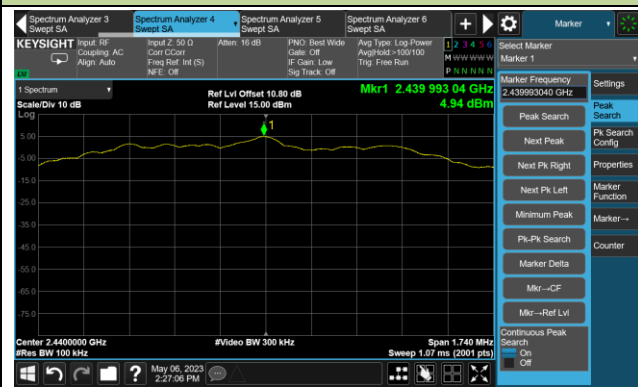 Spectrum Analyzer 3
Swept SA
Spectrum Analyzer 4
Swept SA
Spectrum Analyzer 5
Swept SA
Spectrum Analyzer 6
Swept SA
+
Marker
KEYSIGHT
Input: RF
Coupling: AC
Align: Auto
Input Z: 50 Ω
Corr CCorr
Freq Ref: Int (S)
NFE: Off
Atten: 16 dB
PNO: Best Wide
Gate: Off
IF Gain: Low
Sig Track: Off
Avg Type: Log-Power
Avg|Hold:>100/100
Trig: Free Run
1 2 3 4 5 6
M W W W W W
P N N N N N
Select Marker
Marker 1
LXI
1 Spectrum
Scale/Div 10 dB
Ref Lvl Offset 10.80 dB
Ref Level 15.00 dBm
Mkr1 2.439 993 04 GHz
4.94 dBm
Log
1
5.00
-5.00
-15.0
-25.0
-35.0
-45.0
-55.0
-65.0
-75.0
Center 2.4400000 GHz
#Res BW 100 kHz
#Video BW 300 kHz
Span 1.740 MHz
Sweep 1.07 ms (2001 pts)
Marker Frequency
2.439993040 GHz
Peak Search
Next Peak
Next Pk Right
Next Pk Left
Minimum Peak
Pk-Pk Search
Marker Delta
Mkr→CF
Mkr→Ref Lvl
Continuous Peak
Search
On
Off
Settings
Peak
Search
Pk Search
Config
Properties
Marker
Function
Marker→
Counter
?
May 06, 2023
2:27:06 PM